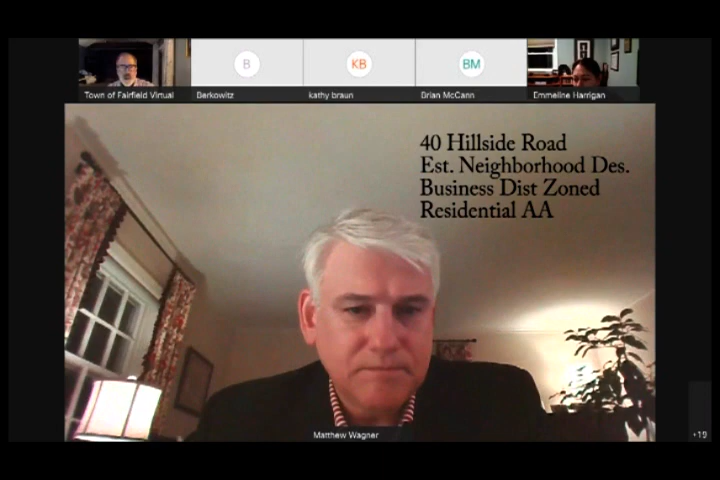 B
KB
BM
Town of Fairfield Virtual
Berkowitz
kathy braun
Brian McCann
Emmeline Harrigan
40 Hillside Road
Est. Neighborhood Des.
Business Dist Zoned
Residential AA
Matthew Wagner
+19